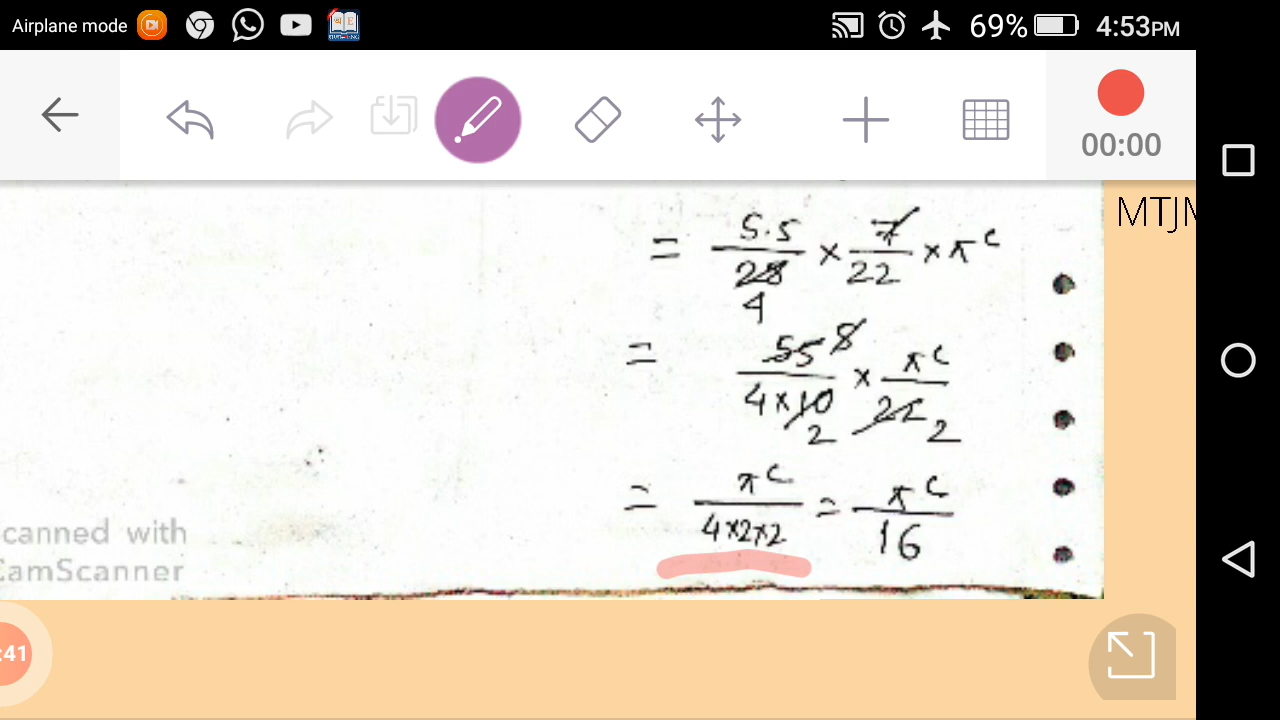 Airplane mode 69% 4:53PM
00:00
MTJM
= 5.5/28 4 × 7/22 × π^c
= 55 8/4×10 2 × π^c/22 2
= π^c/4×2×2 = π^c/16
canned with
CamScanner
:41